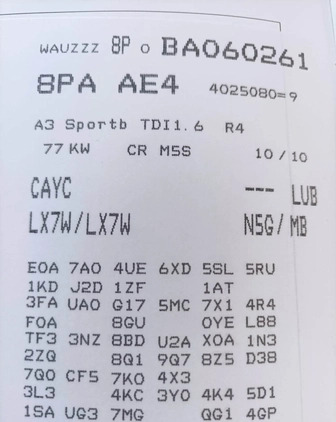 WAUZZZ 8P o BA060261
8PA AE4 4025080=9
A3 Sportb TDI1.6 R4
77 KW CR M5S 10/10
CAYC --- LUB
LX7W/LX7W N5G/MB
E0A 7A0 4UE 6XD 5SL 5RU
1KD J2D 1ZF 1AT
3FA UA0 G17 5MC 7X1 4R4
F0A 8GU 0YE L88
TF3 3NZ 8BD U2A X0A 1N3
2ZQ 8Q1 9Q7 8Z5 D38
7Q0 CF5 7K0 4X3
3L3 4KC 3Y0 4K4 5D1
1SA UG3 7MG QG1 4GP